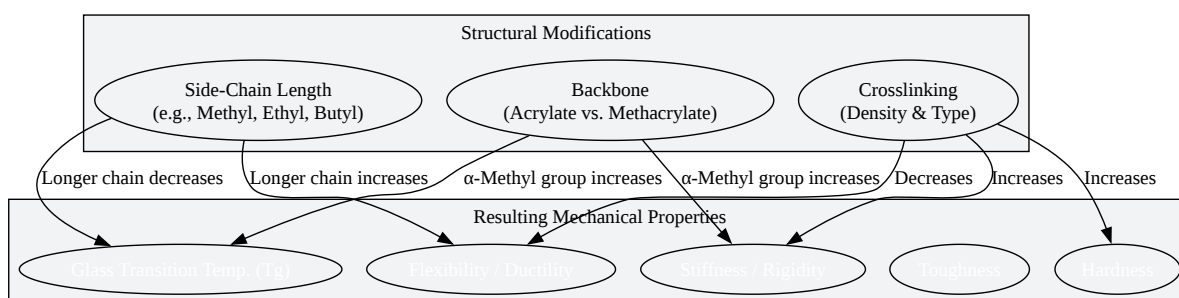 Structural Modifications
Side-Chain Length
(e.g., Methyl, Ethyl, Butyl)
Backbone
(Acrylate vs. Methacrylate)
Crosslinking
(Density & Type)
Longer chain decreases
Longer chain increases
α-Methyl group increases
α-Methyl group increases
Decreases
Increases
Increases
Resulting Mechanical Properties
Glass Transition Temp. (Tg)
Flexibility / Ductility
Stiffness / Rigidity
Toughness
Hardness